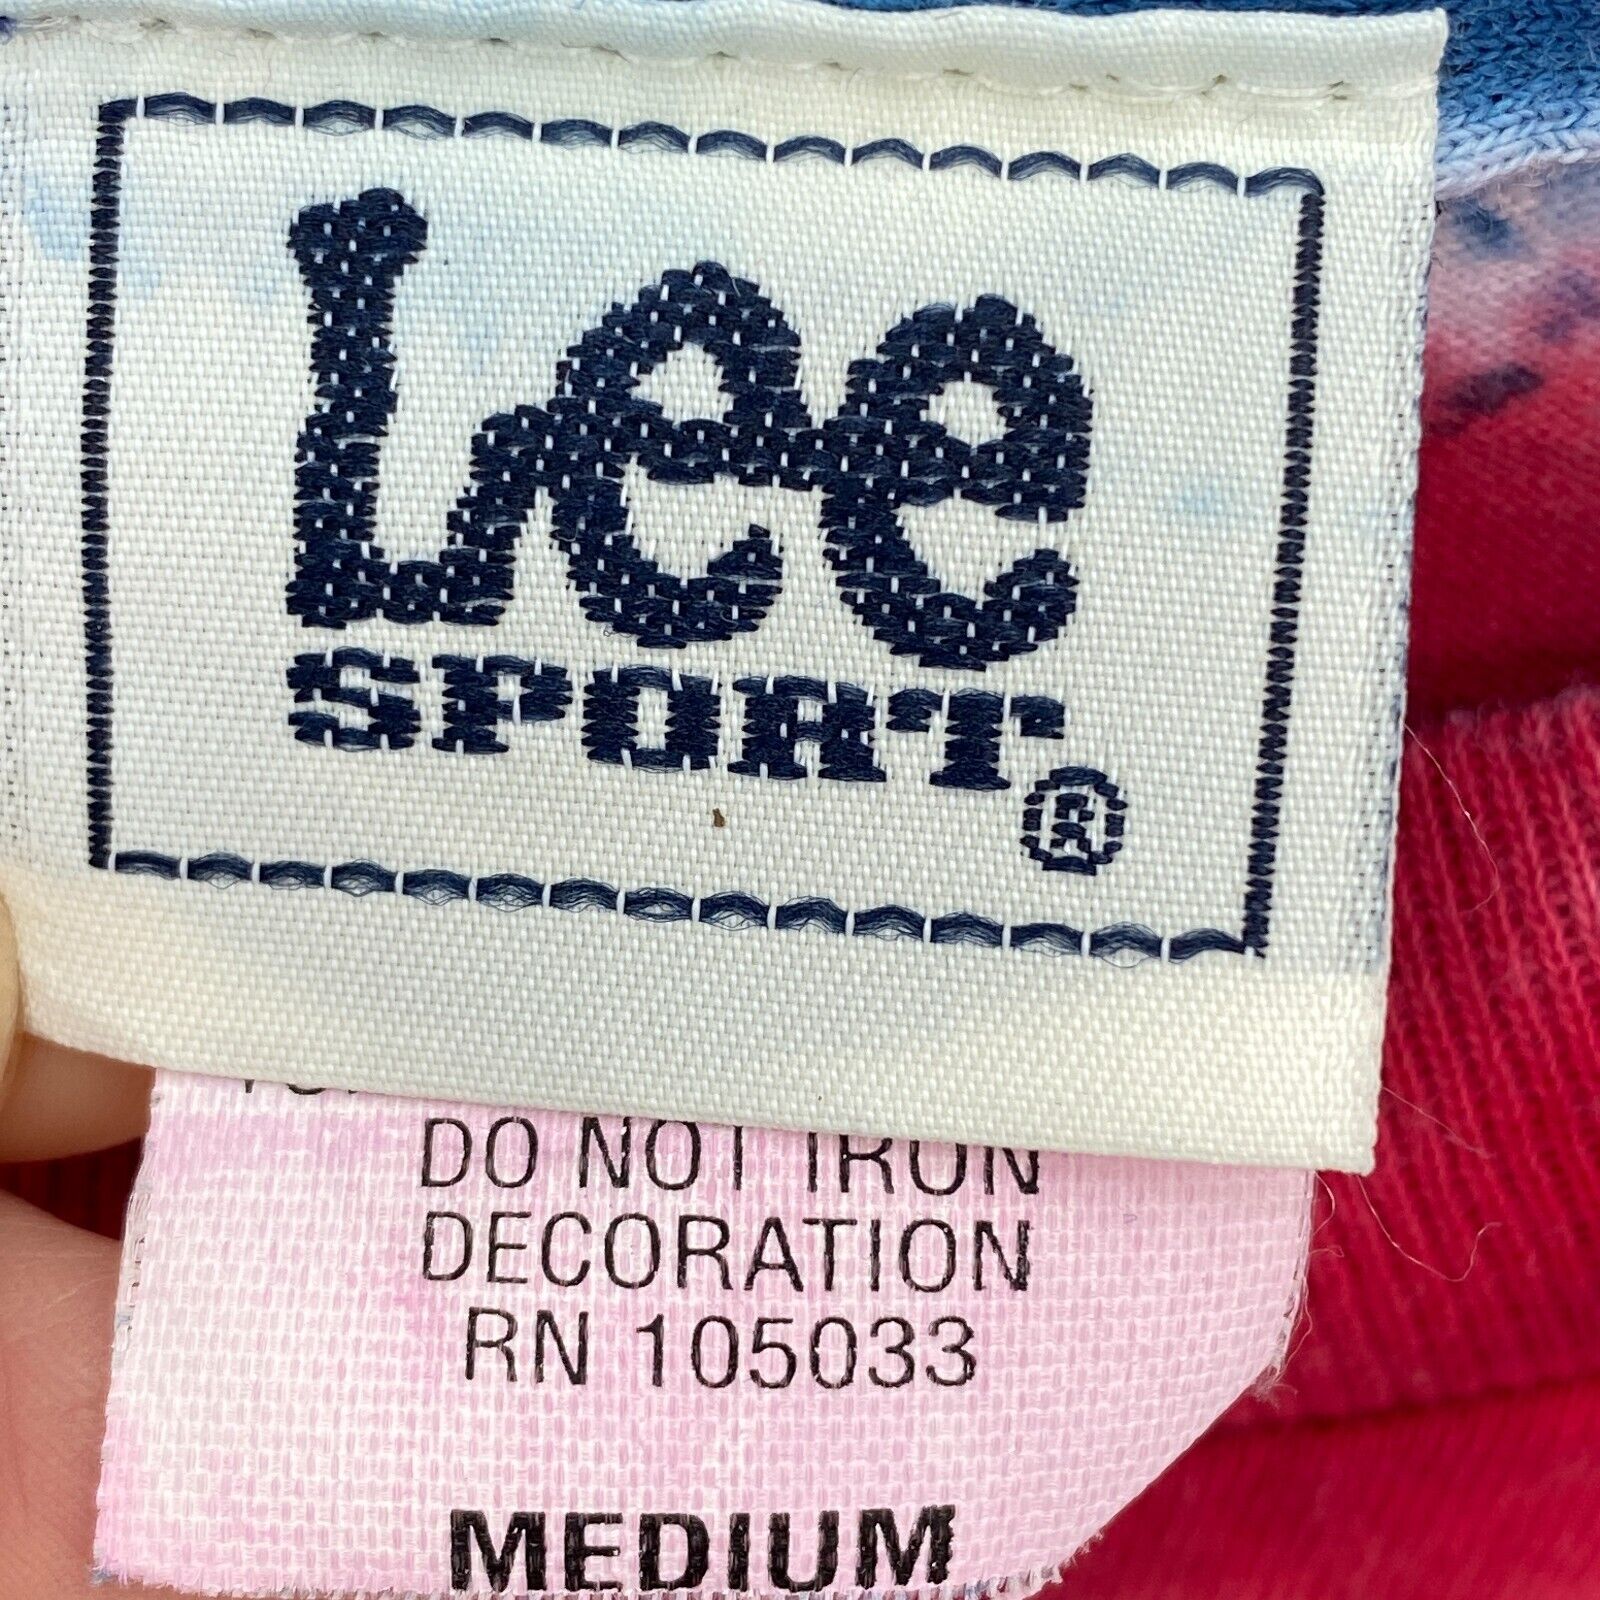 Lee
SPORT®
DO NOT IRON
DECORATION
RN 105033
MEDIUM